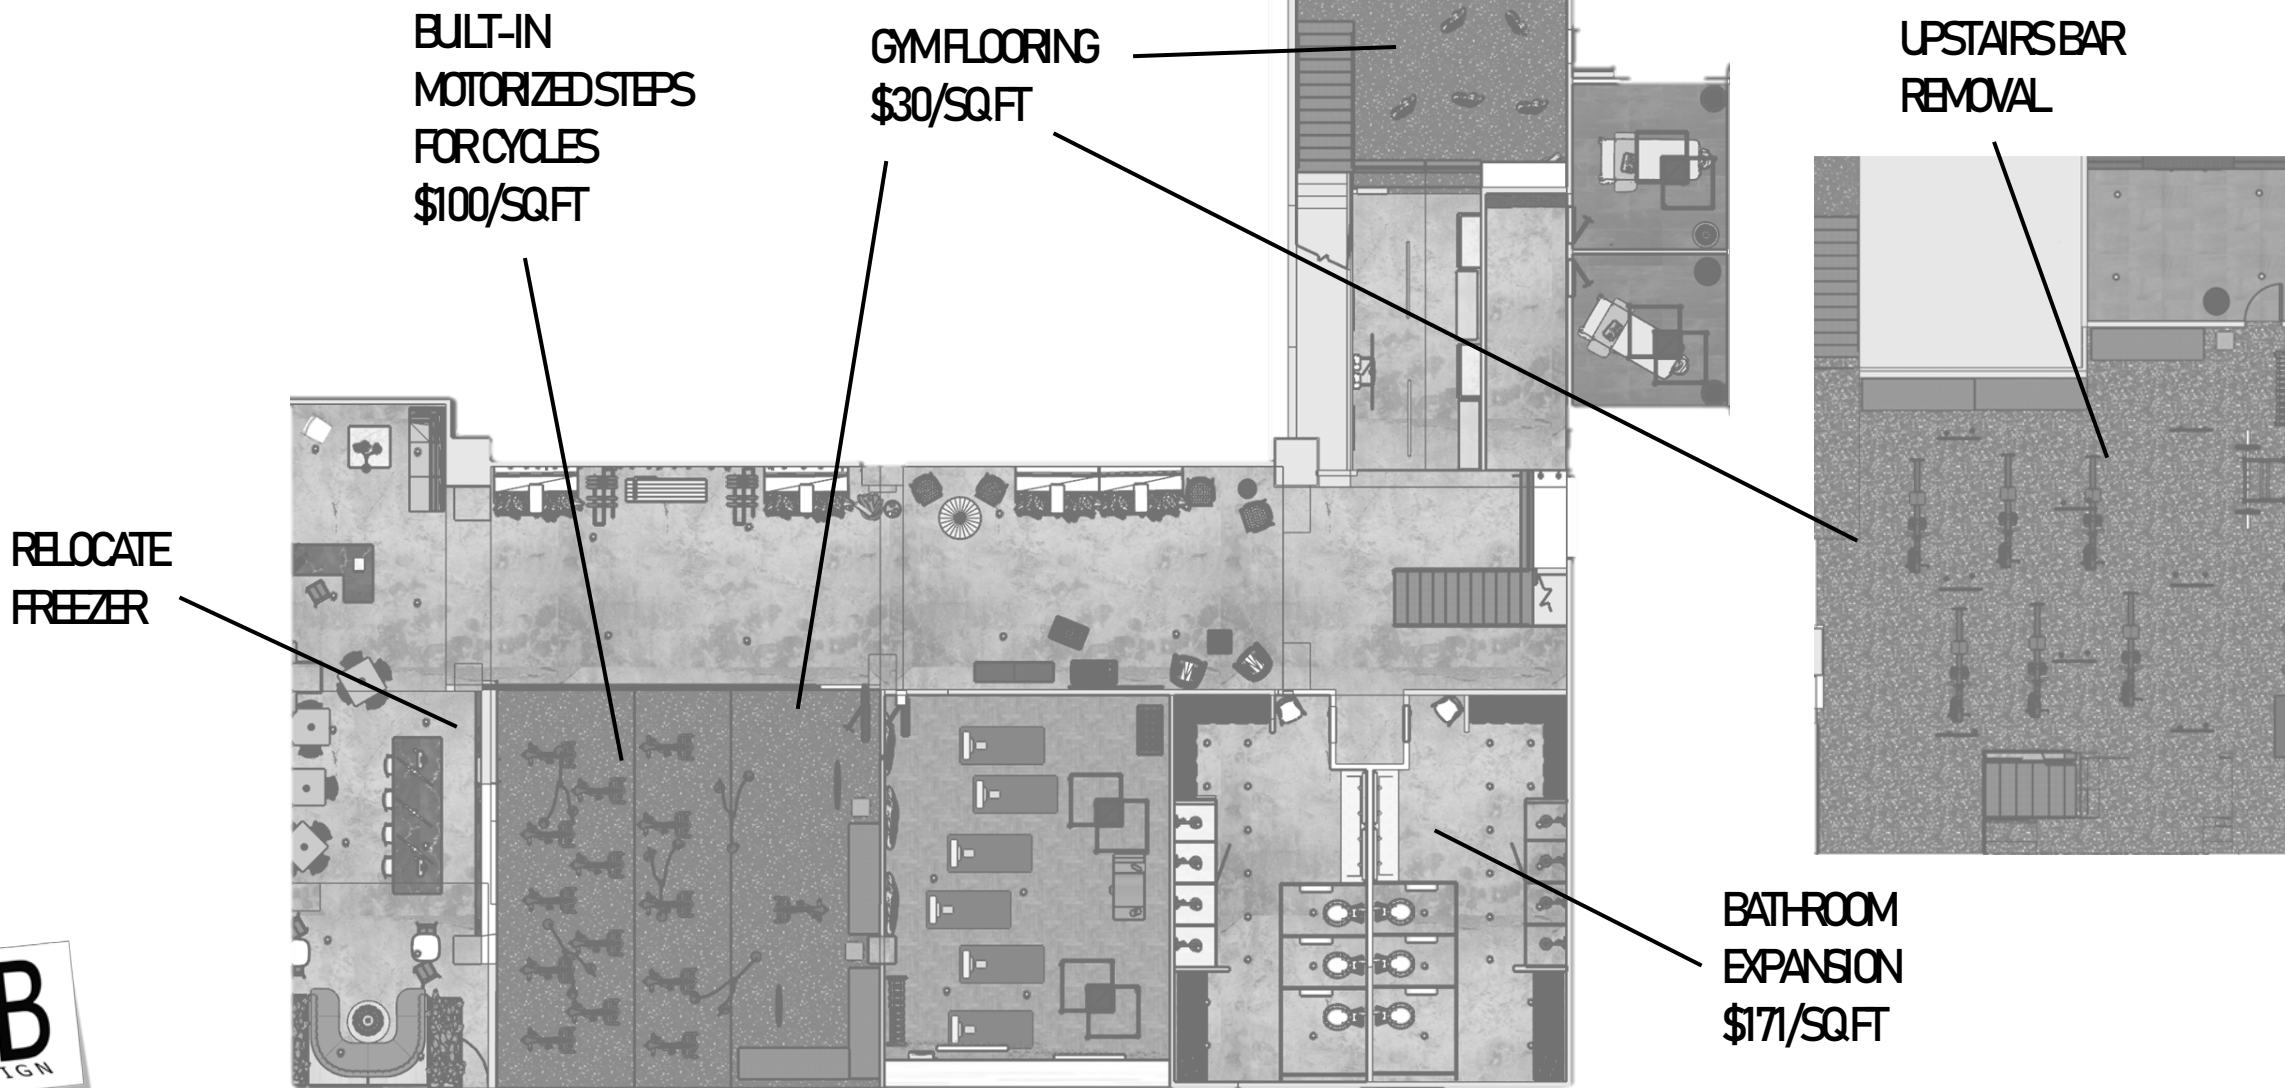 BUILT-IN
MOTORIZED STEPS
FOR CYCLES
$100/SQ FT
GYM FLOORING
$30/SQ FT
UPSTAIRS BAR
REMOVAL
RELOCATE
FREEZER
BATHROOM
EXPANSION
$171/SQ FT
B
IGN